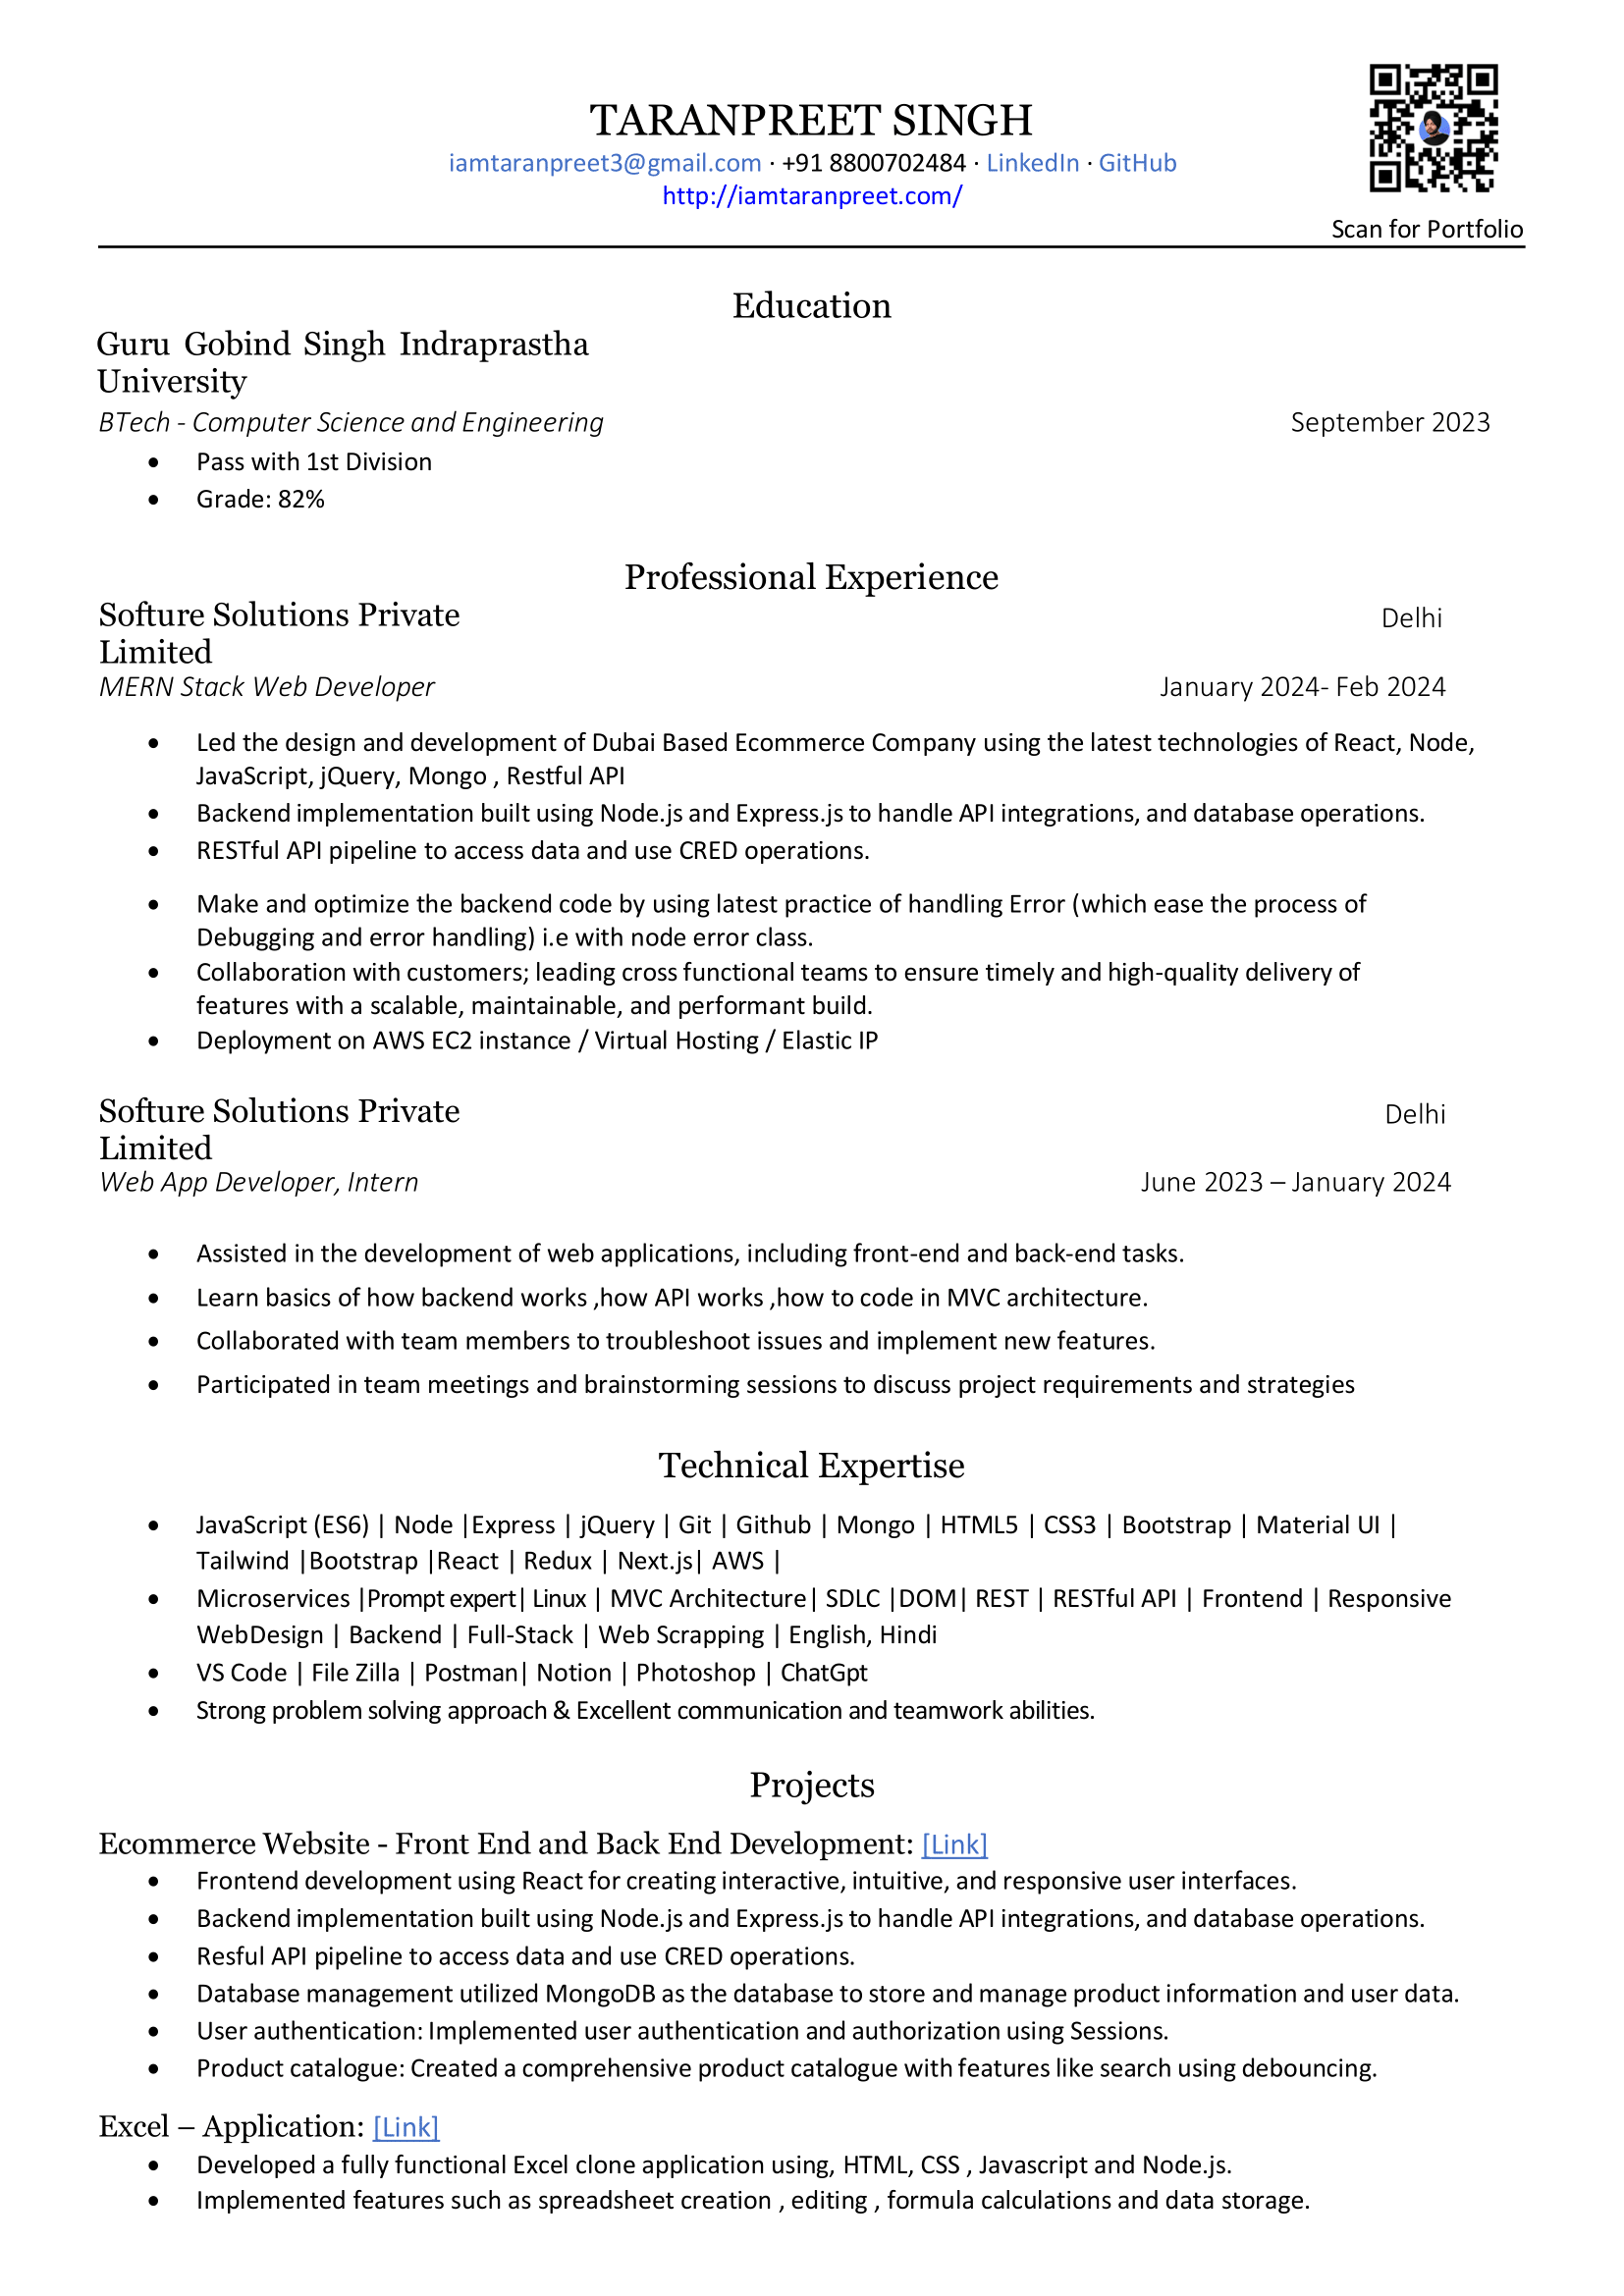 TARANPREET SINGH
iamtaranpreet3@gmail.com · +91 8800702484 · LinkedIn · GitHub
http://iamtaranpreet.com/
Scan for Portfolio
Education
Guru Gobind Singh Indraprastha
University
BTech - Computer Science and Engineering September 2023
• Pass with 1st Division
• Grade: 82%
Professional Experience
Softure Solutions Private Delhi
Limited
MERN Stack Web Developer January 2024- Feb 2024
• Led the design and development of Dubai Based Ecommerce Company using the latest technologies of React, Node,
JavaScript, jQuery, Mongo , Restful API
• Backend implementation built using Node.js and Express.js to handle API integrations, and database operations.
• RESTful API pipeline to access data and use CRED operations.
• Make and optimize the backend code by using latest practice of handling Error (which ease the process of
Debugging and error handling) i.e with node error class.
• Collaboration with customers; leading cross functional teams to ensure timely and high-quality delivery of
features with a scalable, maintainable, and performant build.
• Deployment on AWS EC2 instance / Virtual Hosting / Elastic IP
Softure Solutions Private Delhi
Limited
Web App Developer, Intern June 2023 – January 2024
• Assisted in the development of web applications, including front-end and back-end tasks.
• Learn basics of how backend works ,how API works ,how to code in MVC architecture.
• Collaborated with team members to troubleshoot issues and implement new features.
• Participated in team meetings and brainstorming sessions to discuss project requirements and strategies
Technical Expertise
• JavaScript (ES6) | Node |Express | jQuery | Git | Github | Mongo | HTML5 | CSS3 | Bootstrap | Material UI |
Tailwind |Bootstrap |React | Redux | Next.js| AWS |
• Microservices |Prompt expert| Linux | MVC Architecture| SDLC |DOM| REST | RESTful API | Frontend | Responsive
WebDesign | Backend | Full-Stack | Web Scrapping | English, Hindi
• VS Code | File Zilla | Postman| Notion | Photoshop | ChatGpt
• Strong problem solving approach & Excellent communication and teamwork abilities.
Projects
Ecommerce Website - Front End and Back End Development: [Link]
• Frontend development using React for creating interactive, intuitive, and responsive user interfaces.
• Backend implementation built using Node.js and Express.js to handle API integrations, and database operations.
• Resful API pipeline to access data and use CRED operations.
• Database management utilized MongoDB as the database to store and manage product information and user data.
• User authentication: Implemented user authentication and authorization using Sessions.
• Product catalogue: Created a comprehensive product catalogue with features like search using debouncing.
Excel – Application: [Link]
• Developed a fully functional Excel clone application using, HTML, CSS , Javascript and Node.js.
• Implemented features such as spreadsheet creation , editing , formula calculations and data storage.